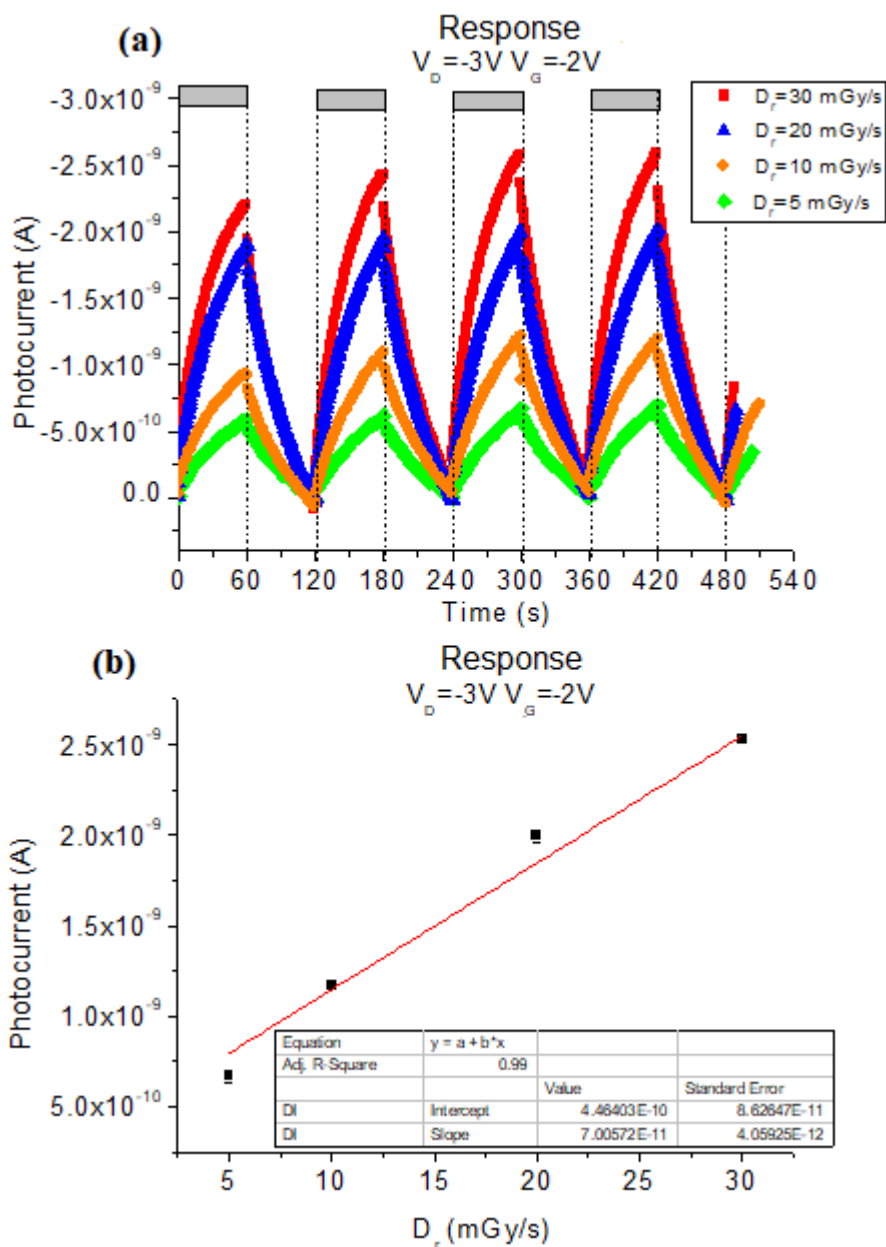 (a)
Response
V_D=-3V V_G=-2V
-3.0x10^-9
-2.5x10^-9
-2.0x10^-9
-1.5x10^-9
-1.0x10^-9
-5.0x10^-10
0.0
Photocurrent (A)
D_r=30 mGy/s
D_r=20 mGy/s
D_r=10 mGy/s
D_r=5 mGy/s
0 60 120 180 240 300 360 420 480 540
Time (s)
(b)
Response
V_D=-3V V_G=-2V
2.5x10^-9
2.0x10^-9
1.5x10^-9
1.0x10^-9
5.0x10^-10
Photocurrent (A)
Equation y = a + b*x
Adj. R-Square 0.99
Value Standard Error
DI Intercept 4.46403E-10 8.62647E-11
DI Slope 7.00572E-11 4.05925E-12
5 10 15 20 25 30
D_r (mGy/s)